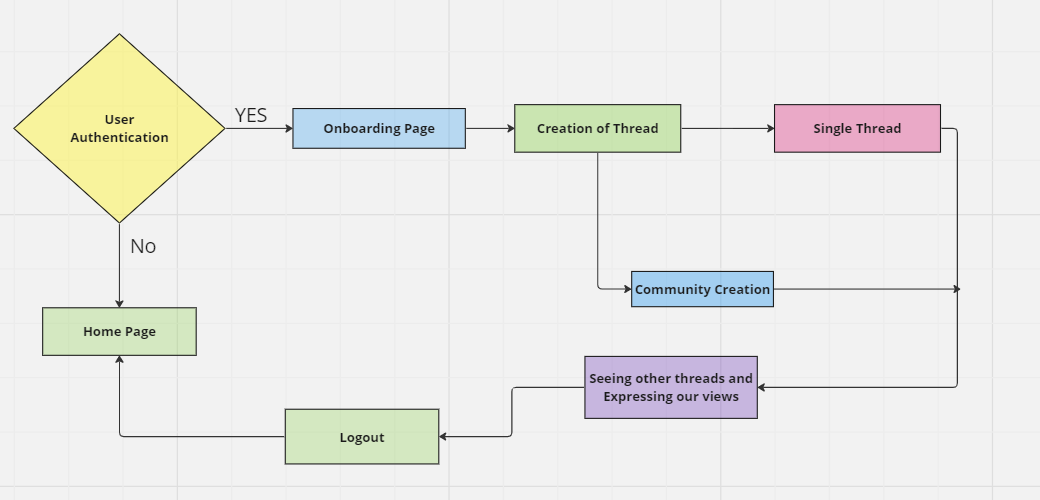 User
Authentication
YES
Onboarding Page
Creation of Thread
Single Thread
No
Community Creation
Home Page
Seeing other threads and
Expressing our views
Logout